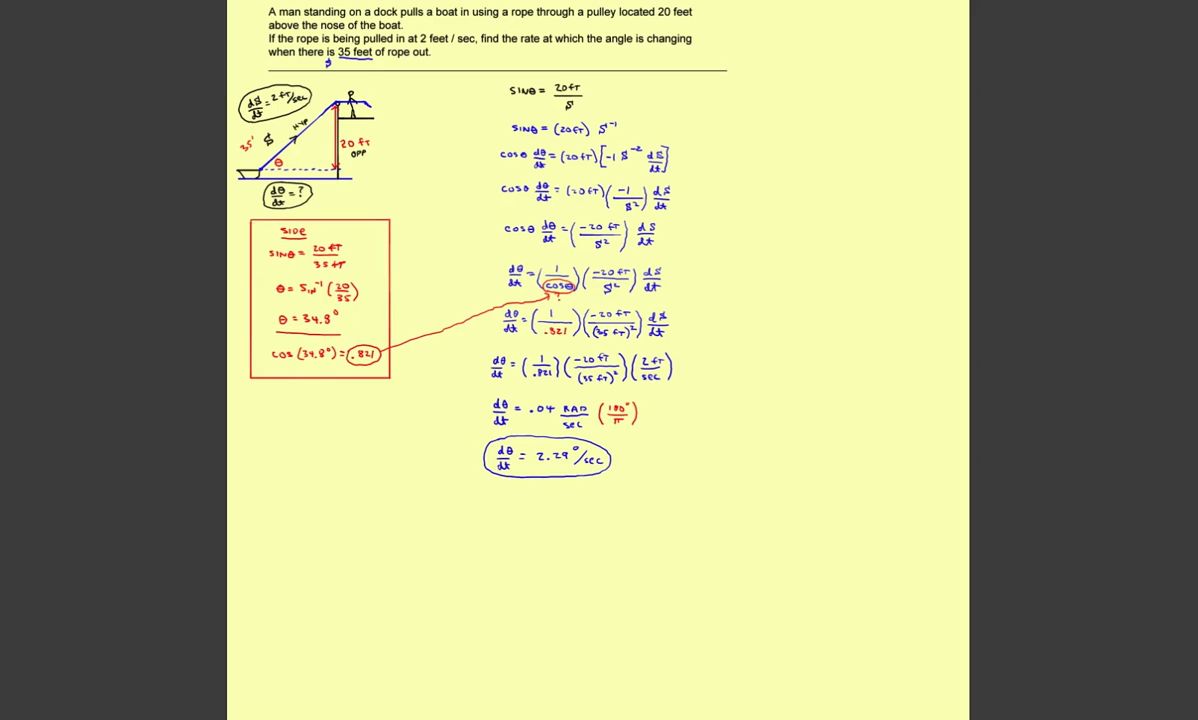 A man standing on a dock pulls a boat in using a rope through a pulley located 20 feet
above the nose of the boat.
If the rope is being pulled in at 2 feet / sec, find the rate at which the angle is changing
when there is 35 feet of rope out.
S
dS/dt = 2 FT/sec
35' S HYP
20 FT
OPP
θ
dθ/dt = ?
SIDE
SINθ = 20 FT / 35 FT
θ = SIN⁻¹ (20/35)
θ = 34.8°
cos (34.8°) = .821
SINθ = 20 FT / S
SINθ = (20 FT) S⁻¹
cosθ dθ/dt = (20 FT) [-1 S⁻² dS/dt]
cosθ dθ/dt = (20 FT) (-1/S²) dS/dt
cosθ dθ/dt = (-20 FT / S²) dS/dt
dθ/dt = (1/cosθ) (-20 FT / S²) dS/dt
?
dθ/dt = (1/.821) (-20 FT / (35 FT)²) dS/dt
dθ/dt = (1/.821) (-20 FT / (35 FT)²) (2 FT / sec)
dθ/dt = .04 RAD/sec (180°/π)
dθ/dt = 2.29°/sec